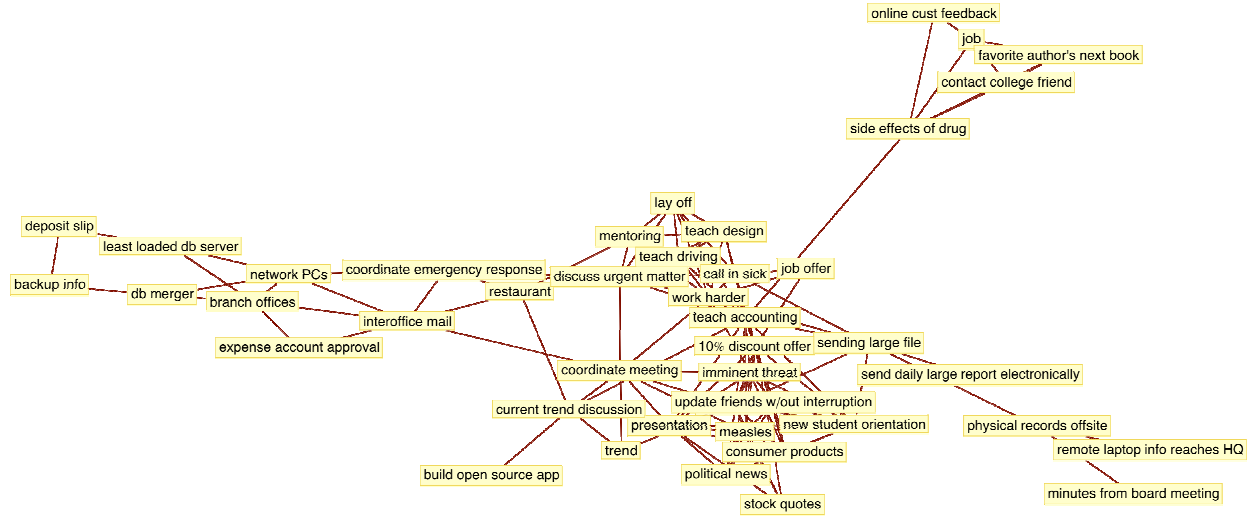 online cust feedback
job
favorite author's next book
contact college friend
side effects of drug
lay off
deposit slip
teach design
mentoring
least loaded db server
teach driving
job offer
coordinate emergency response
network PCs
discuss urgent matter
call in sick
backup info
db merger
restaurant
work harder
branch offices
teach accounting
interoffice mail
sending large file
expense account approval
10% discount offer
coordinate meeting
imminent threat
send daily large report electronically
update friends w/out interruption
current trend discussion
presentation
new student orientation
physical records offsite
measles
trend
consumer products
remote laptop info reaches HQ
build open source app
political news
minutes from board meeting
stock quotes